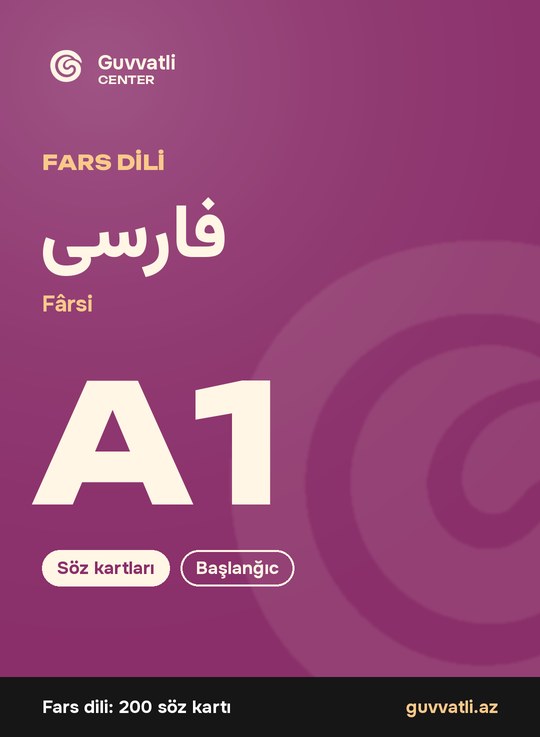 Guvvatli
CENTER
FARS DİLİ
فارسی
Fârsi
A1
Söz kartları
Başlanğıc
Fars dili: 200 söz kartı
guvvatli.az